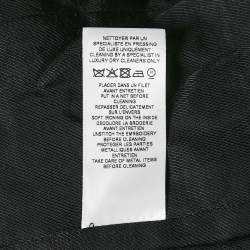 NETTOYER PAR UN
SPECIALISTE EN PRESSING
DE LUXE UNIQUEMENT
CLEANING BY A SPECIALIST IN
LUXURY DRY CLEANERS ONLY
PLACER DANS UN FILET
AVANT ENTRETIEN
PUT IN A NET BEFORE
CLEANING
REPASSER DELICATEMENT
SUR L'ENVERS
SOFT IRONING ON THE INSIDE
DECOUDRE LA BRODERIE
AVANT ENTRETIEN
UNSTITCH THE EMBROIDERY
BEFORE CLEANING
PROTEGER LES PARTIES
METALLIQUES AVANT
ENTRETIEN
TAKE CARE OF METAL ITEMS
BEFORE CLEANING